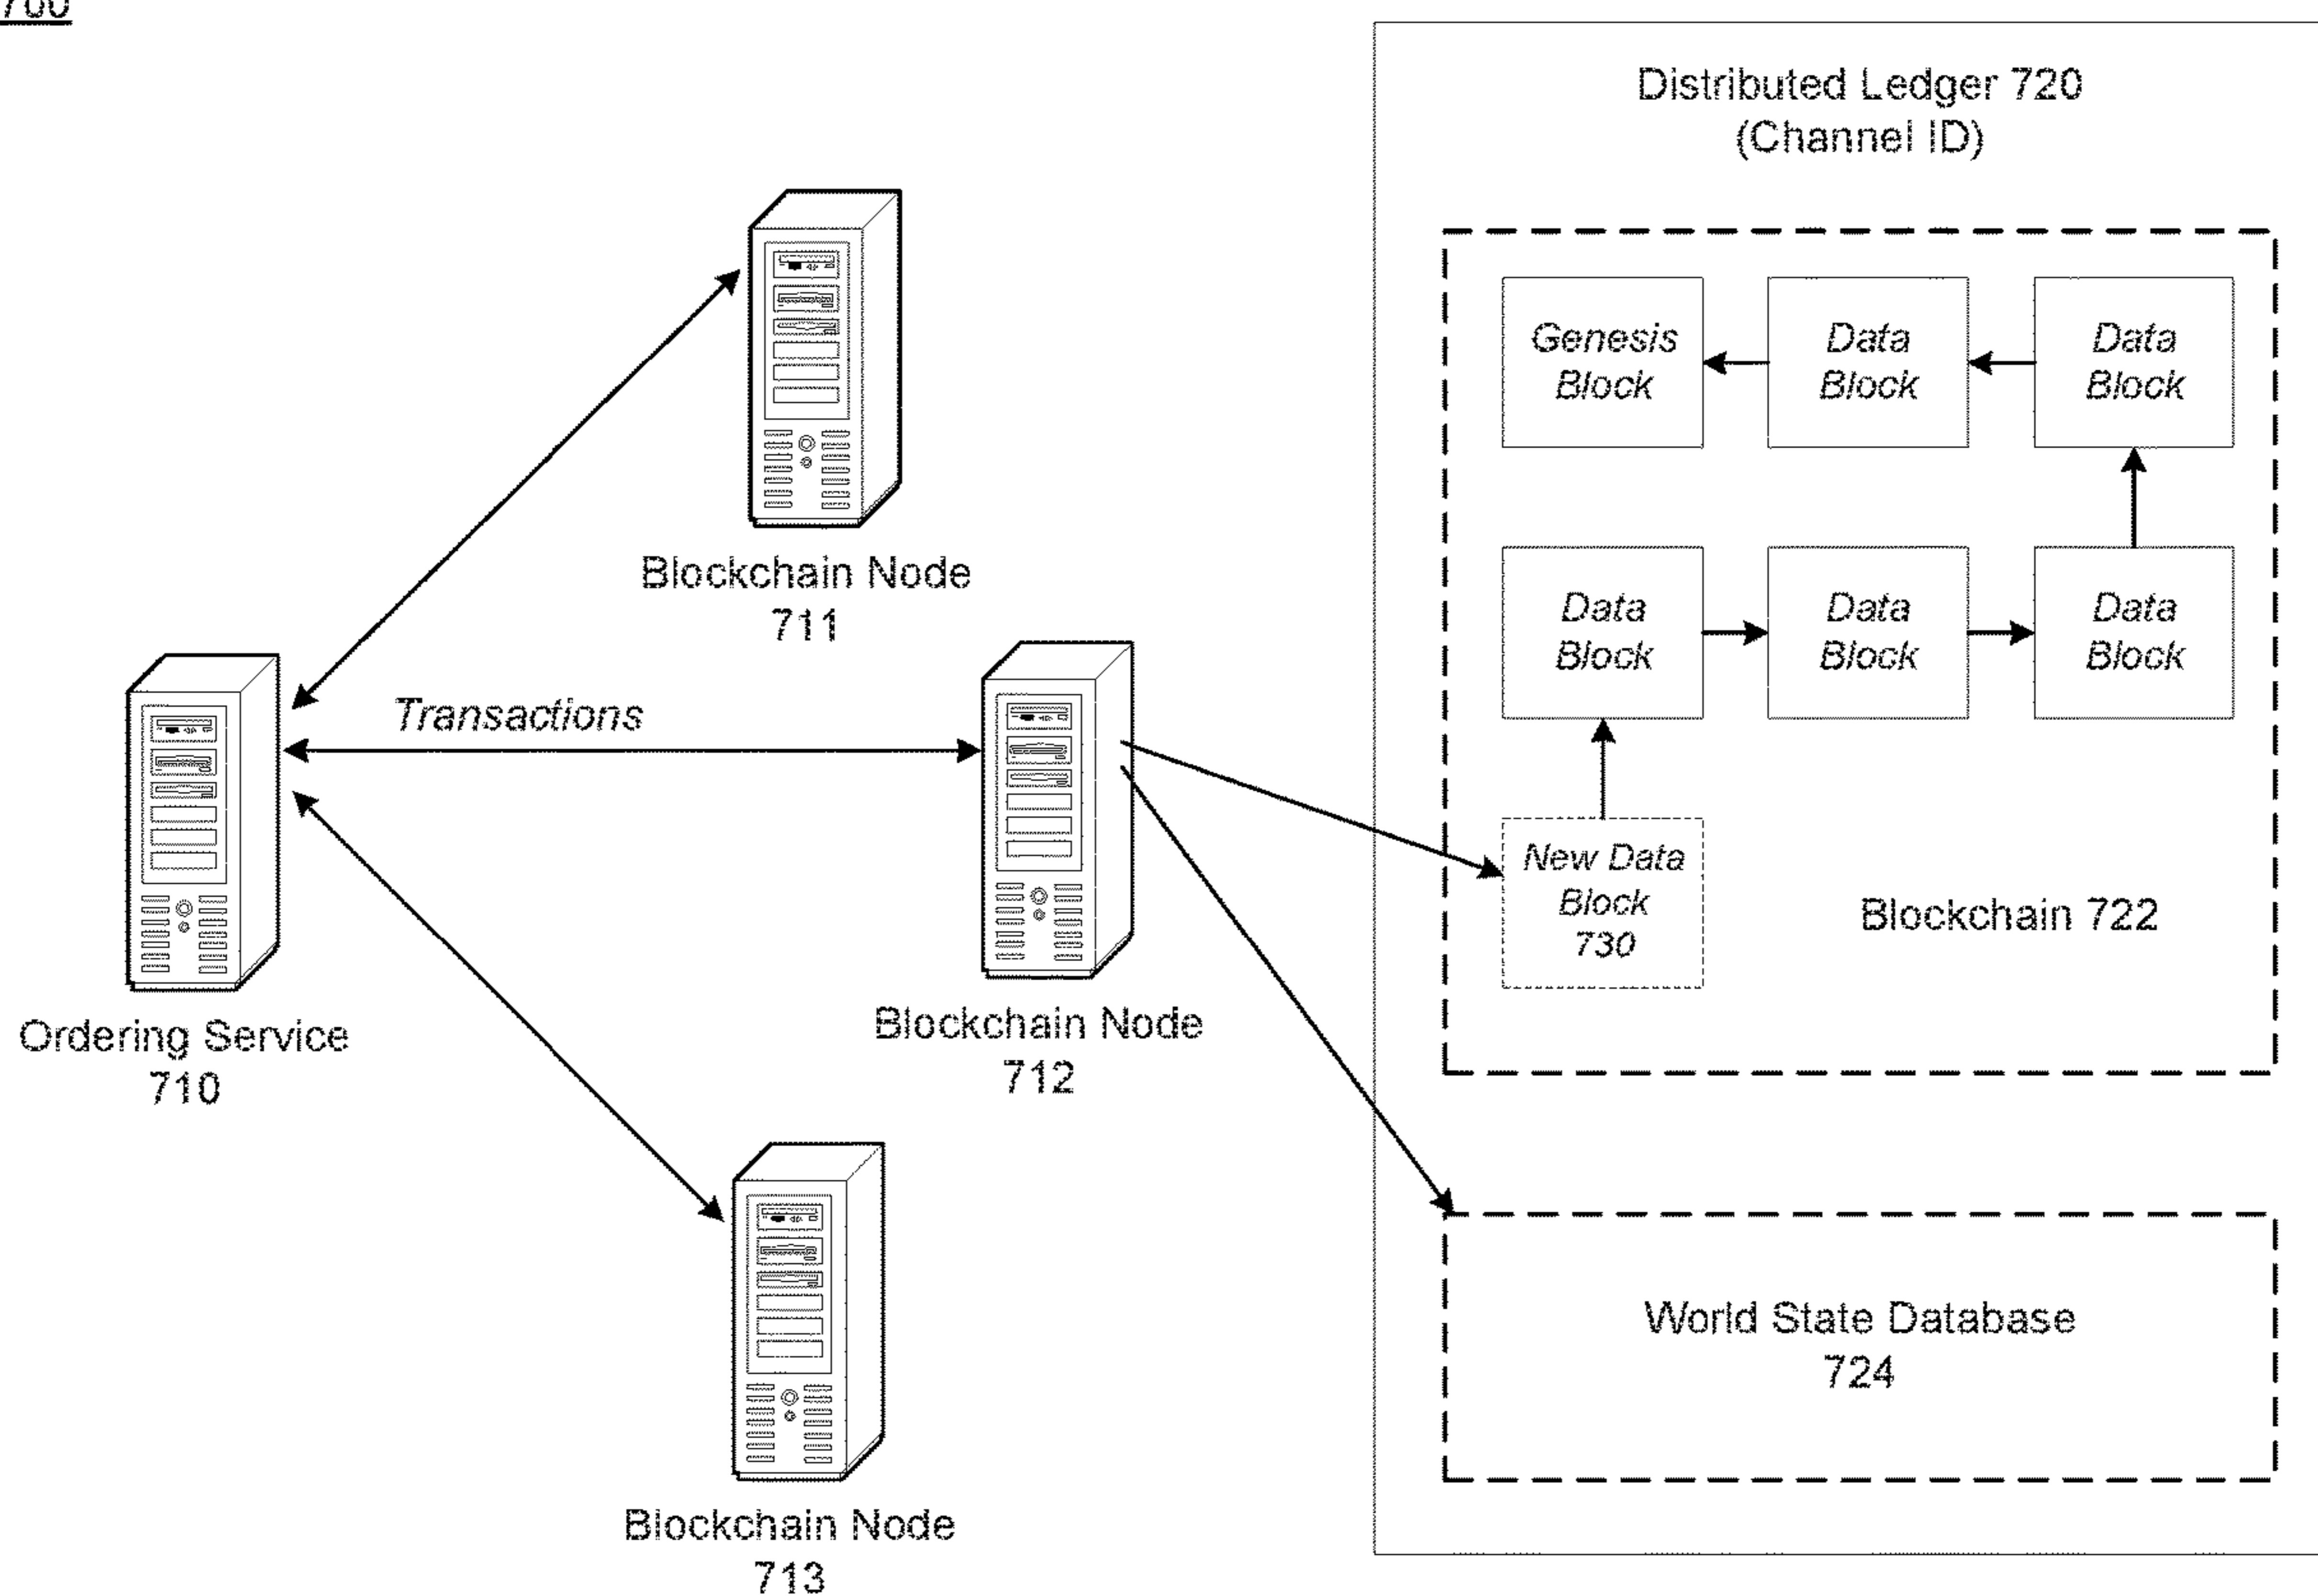 700
Distributed Ledger 720
(Channel ID)
Genesis
Block
Data
Block
Data
Block
Blockchain Node
711
Data
Block
Data
Block
Data
Block
Transactions
New Data
Block
730
Blockchain 722
Ordering Service
710
Blockchain Node
712
World State Database
724
Blockchain Node
713